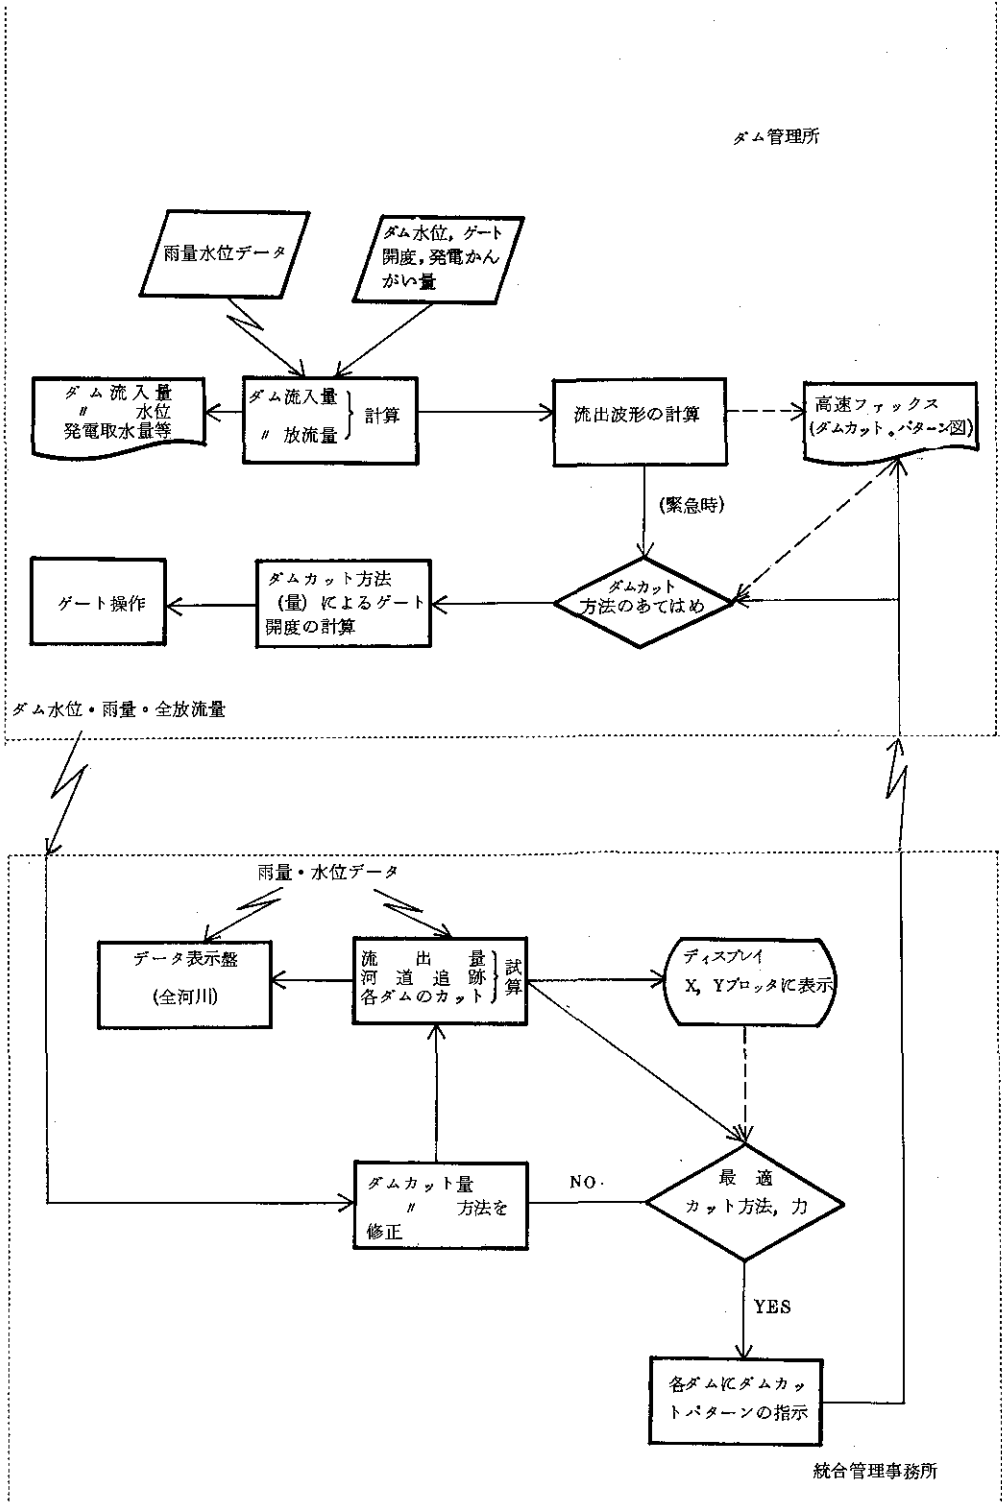 ダム管理所
雨量水位データ
ダム水位,ゲート
開度,発電かん
がい量
ダム流入量
〃 水位
発電取水量等
ダム流入量
〃 放流量
計算
流出波形の計算
高速ファックス
(ダムカット。パターン図)
(緊急時)
ゲート操作
ダムカット方法
(量)によるゲート
開度の計算
ダムカット
方法のあてはめ
ダム水位・雨量。全放流量
雨量・水位データ
データ表示盤
(全河川)
流出量
河道追跡
各ダムのカット
試算
ディスプレイ
X, Yプロッタに表示
ダムカット量
〃 方法を
修正
NO.
最適
カット方法, カ
YES
各ダムにダムカッ
トパターンの指示
統合管理事務所